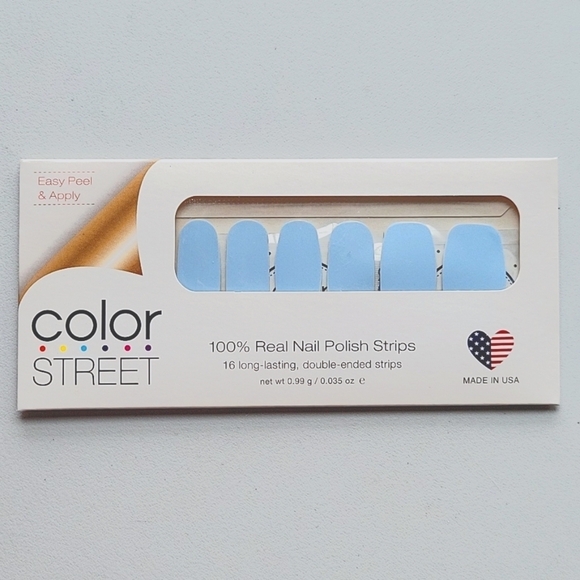 Easy Peel
& Apply
color
STREET
100% Real Nail Polish Strips
16 long-lasting, double-ended strips
net wt 0.99 g / 0.035 oz ℮
MADE IN USA